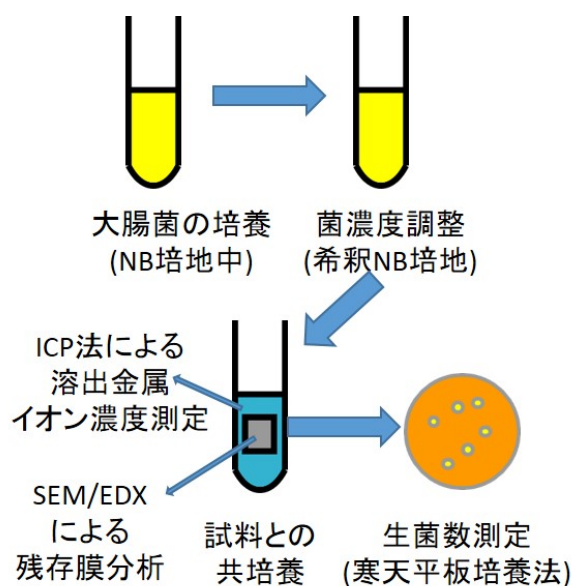 大腸菌の培養
(NB培地中)
菌濃度調整
(希釈NB培地)
ICP法による
溶出金属
イオン濃度測定
SEM/EDX
による
残存膜分析
試料との
共培養
生菌数測定
(寒天平板培養法)